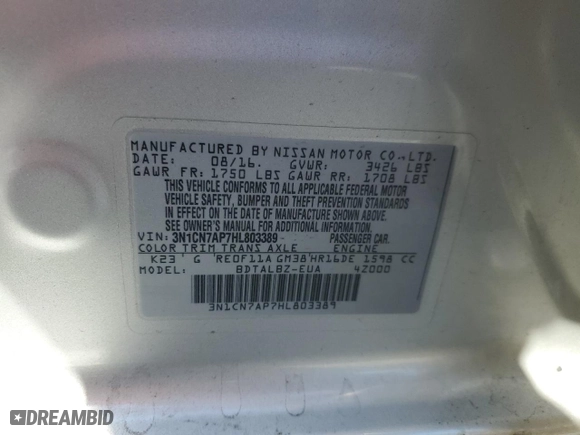 MANUFACTURED BY NISSAN MOTOR CO.,LTD.
DATE: 08/16. GVWR: 3426 LBS
GAWR FR: 1750 LBS GAWR RR: 1708 LBS
THIS VEHICLE CONFORMS TO ALL APPLICABLE FEDERAL MOTOR
VEHICLE SAFETY, BUMPER AND THEFT PREVENTION STANDARDS
IN EFFECT ON THE DATE OF MANUFACTURE SHOWN ABOVE.
SEE OWNER'S MANUAL FOR ADDITIONAL INFORMATION
VIN: 3N1CN7AP7HL803389 PASSENGER CAR.
COLOR TRIM TRANS AXLE ENGINE
K23 G RE0F11A GM38 HR16DE 1598 CC
MODEL: BDTALBZ-EUA 4Z000
3N1CN7AP7HL803389
DREAMBID